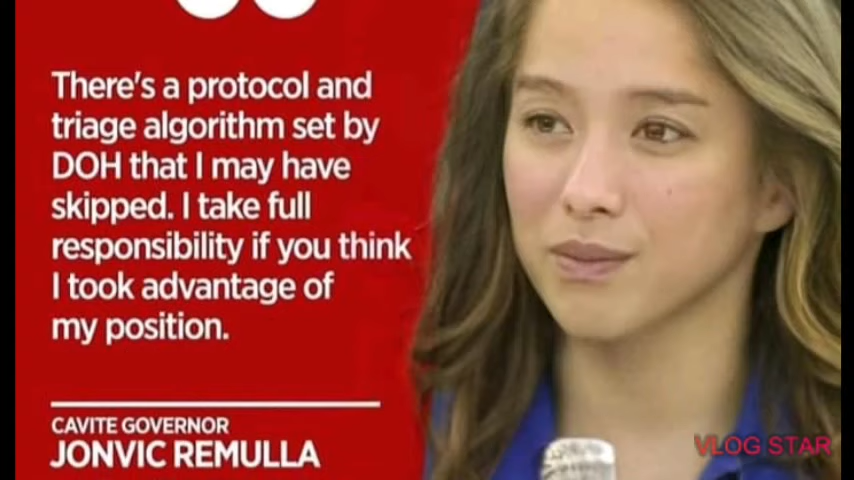 There's a protocol and
triage algorithm set by
DOH that I may have
skipped. I take full
responsibility if you think
I took advantage of
my position.
CAVITE GOVERNOR
JONVIC REMULLA
VLOG STAR